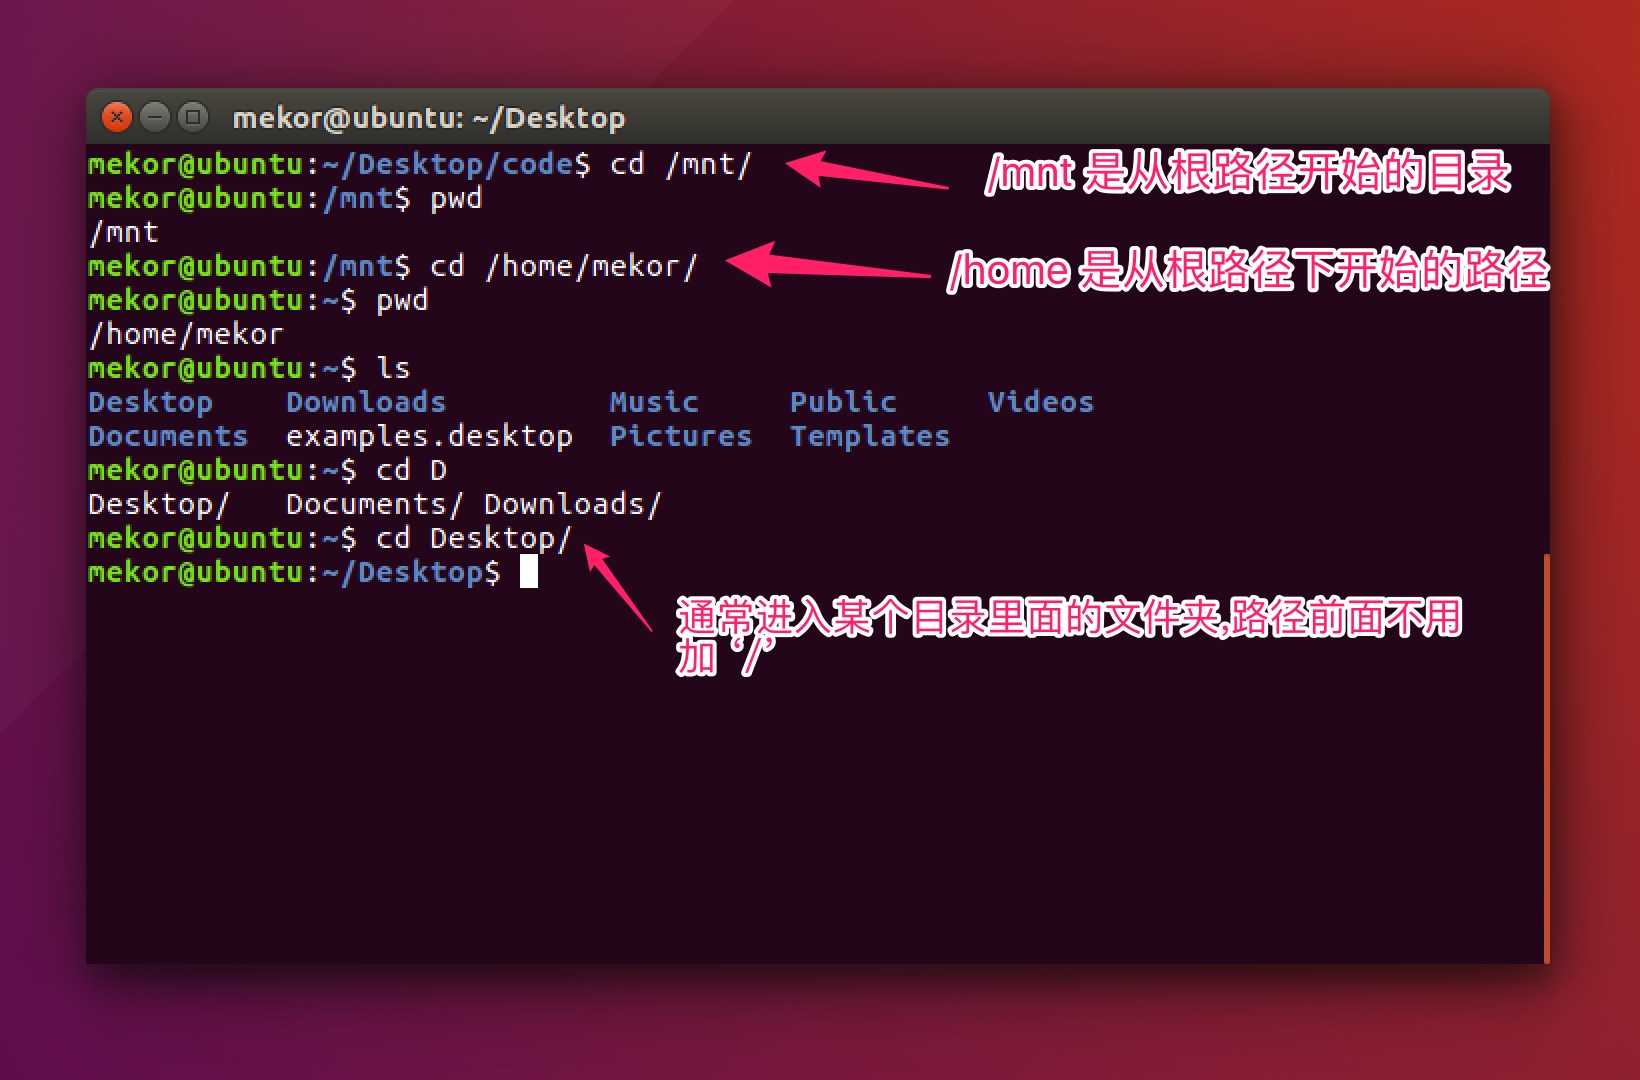 mekor@ubuntu: ~/Desktop
mekor@ubuntu:~/Desktop/code$ cd /mnt/
/mnt 是从根路径开始的目录
mekor@ubuntu:/mnt$ pwd
/mnt
mekor@ubuntu:/mnt$ cd /home/mekor/
/home 是从根路径下开始的路径
mekor@ubuntu:~$ pwd
/home/mekor
mekor@ubuntu:~$ ls
Desktop    Downloads         Music     Public     Videos
Documents  examples.desktop  Pictures  Templates
mekor@ubuntu:~$ cd D
Desktop/   Documents/ Downloads/
mekor@ubuntu:~$ cd Desktop/
mekor@ubuntu:~/Desktop$
通常进入某个目录里面的文件夹,路径前面不用
加 ‘/’